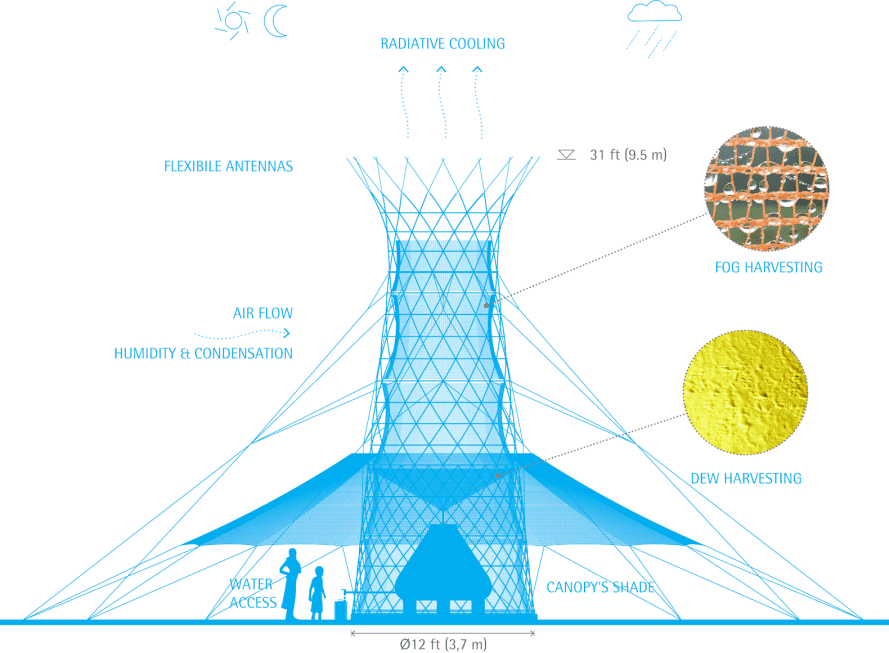 RADIATIVE COOLING
31 ft (9.5 m)
FLEXIBILE ANTENNAS
FOG HARVESTING
AIR FLOW
HUMIDITY & CONDENSATION
DEW HARVESTING
WATER
ACCESS
CANOPY'S SHADE
Ø12 ft (3,7 m)